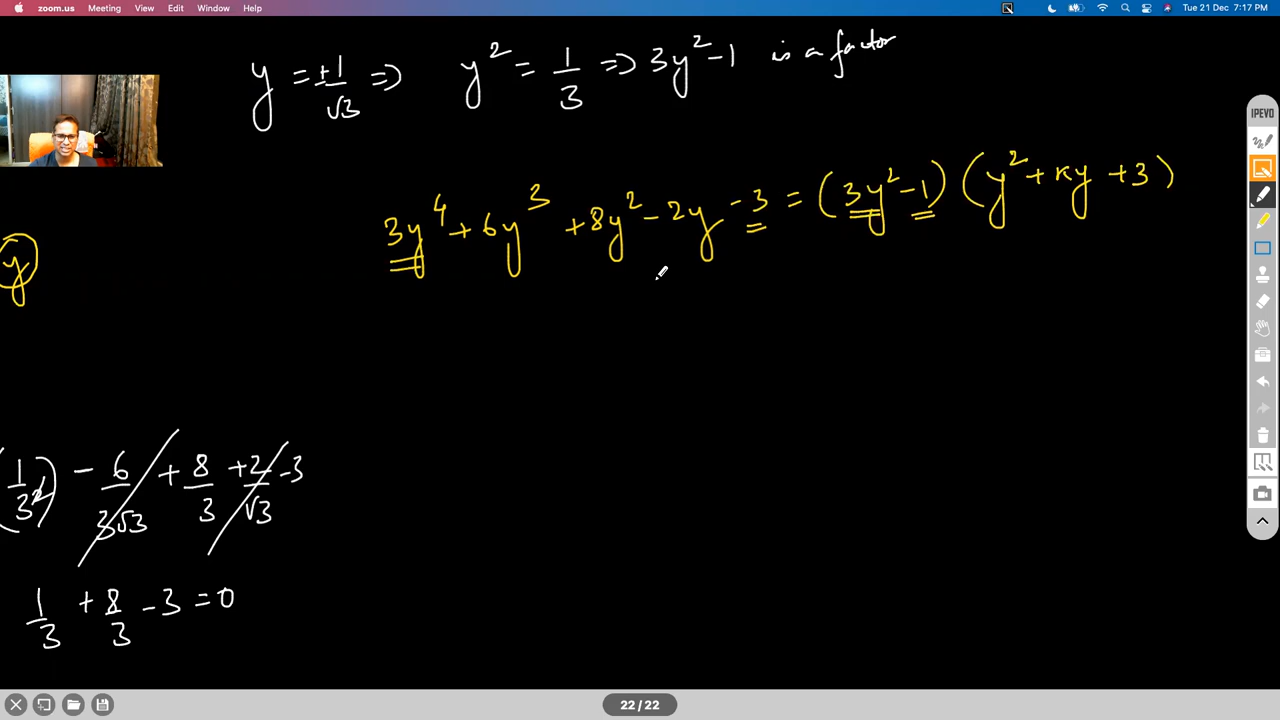 zoom.us Meeting View Edit Window Help Tue 21 Dec 7:17 PM
y = ±1/√3 ⇒ y² = 1/3 ⇒ 3y²-1 is a factor
IPEVO
3y⁴ + 6y³ + 8y² - 2y - 3 = (3y²-1)(y² + ky + 3)
y
(1/3²) - 6/3√3 + 8/3 + 2/√3 - 3
1/3 + 8/3 - 3 = 0
22/22